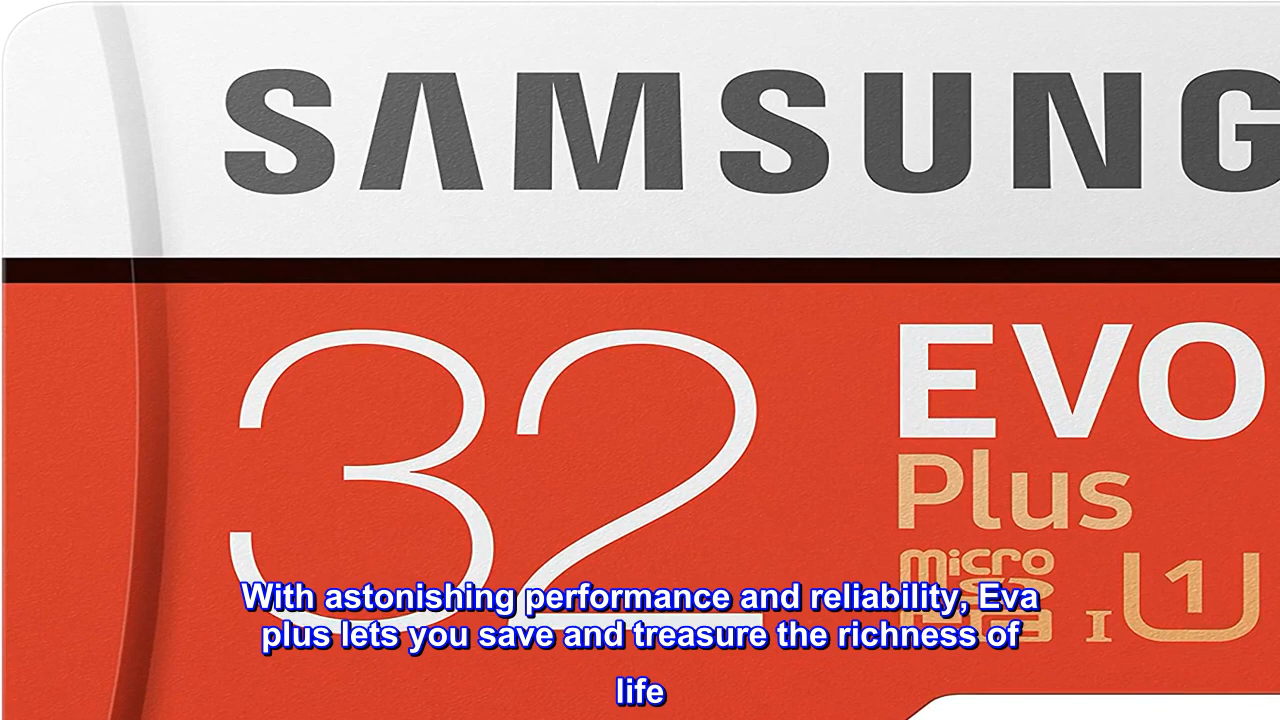 SAMSUNG
32
EVO
Plus
micro
I U1
With astonishing performance and reliability, Eva
plus lets you save and treasure the richness of
life